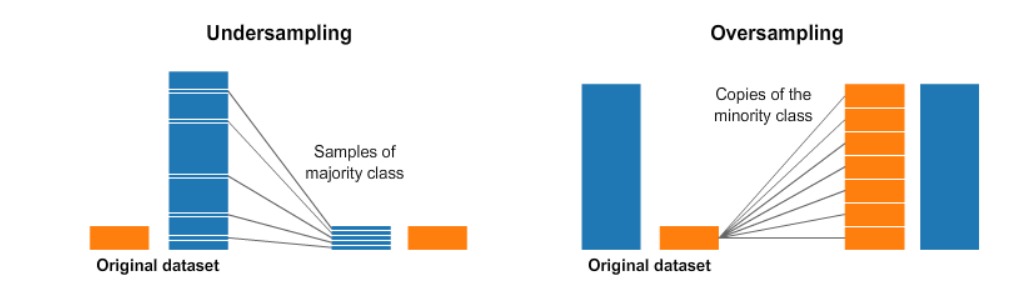 Undersampling
Samples of
majority class
Original dataset
Oversampling
Copies of the
minority class
Original dataset